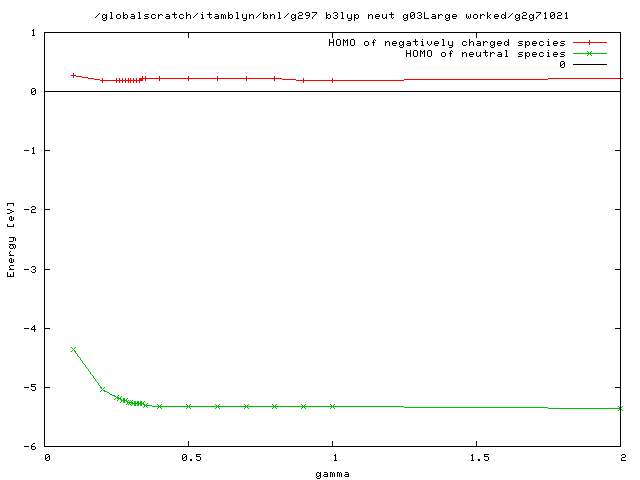 /globalscratch/itamblyn/bnl/g297 b3lyp neut g03Large worked/g2g71021
HOMO of negatively charged species
HOMO of neutral species
0
Energy [eV]
1
0
-1
-2
-3
-4
-5
-6
0 0.5 1 1.5 2
gamma